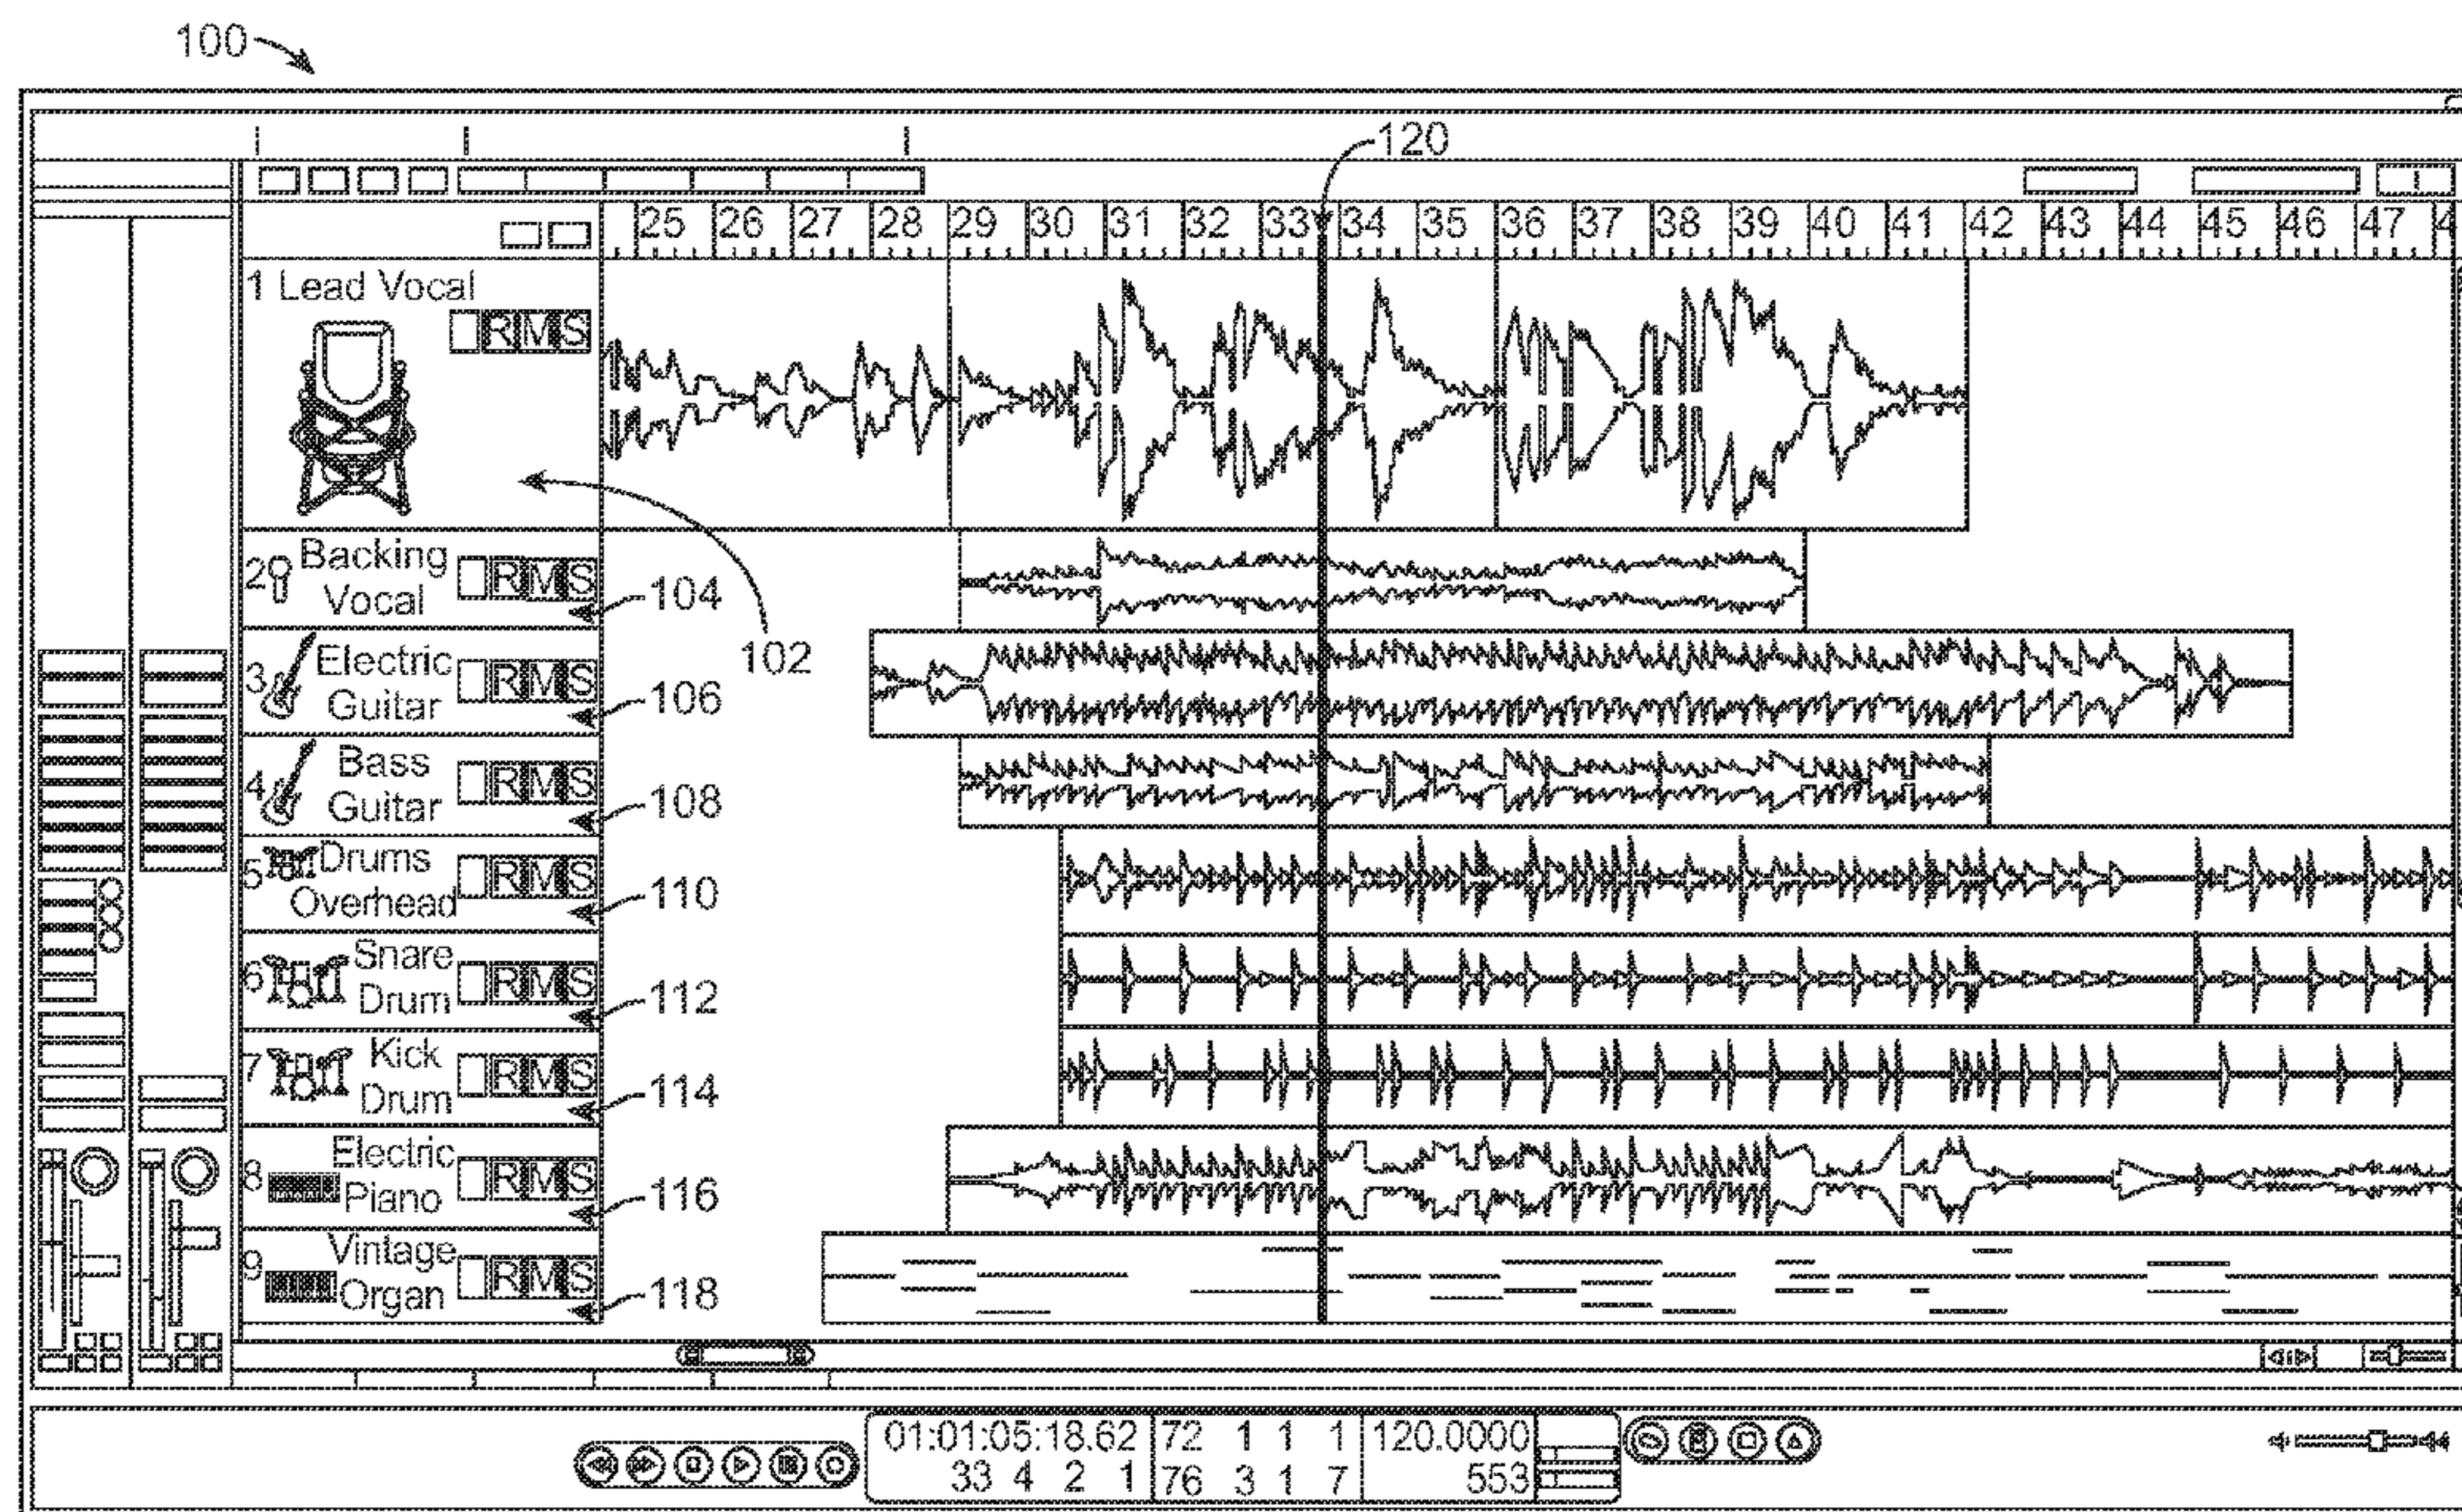 100
120
25 26 27 28 29 30 31 32 33 34 35 36 37 38 39 40 41 42 43 44 45 46 47 4
1 Lead Vocal
R M S
102
2 Backing Vocal R M S 104
3 Electric Guitar R M S 106
4 Bass Guitar R M S 108
5 Drums Overhead R M S 110
6 Snare Drum R M S 112
7 Kick Drum R M S 114
8 Electric Piano R M S 116
9 Vintage Organ R M S 118
01:01:05:18.62 72 1 1 1 120.0000
33 4 2 1 76 3 1 7 553